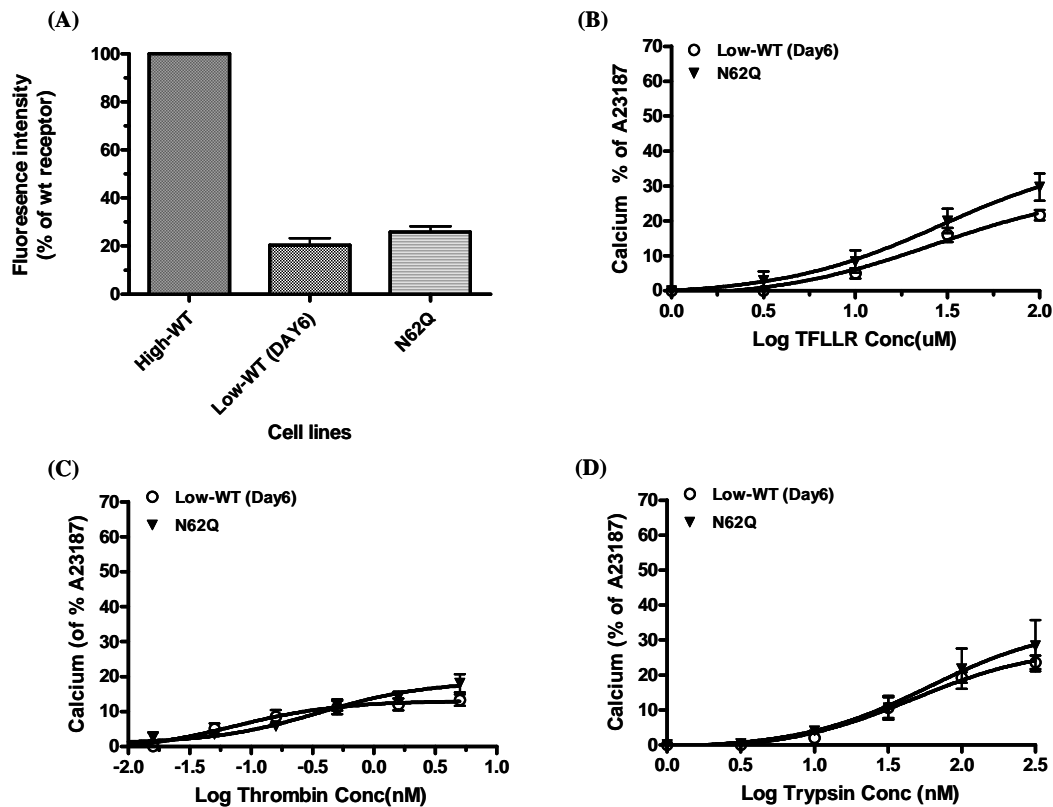 (A)
Fluoresence intensity
(% of wt receptor)
100
80
60
40
20
0
High-WT
Low-WT (DAY6)
N62Q
Cell lines
(B)
Low-WT (Day6)
N62Q
Calcium % of A23187
70
60
50
40
30
20
10
0
0.0 0.5 1.0 1.5 2.0
Log TFLLR Conc(uM)
(C)
Low-WT (Day6)
N62Q
Calcium (of % A23187)
70
60
50
40
30
20
10
0
-2.0 -1.5 -1.0 -0.5 0.0 0.5 1.0
Log Thrombin Conc(nM)
(D)
Low-WT (Day6)
N62Q
Calcium (% of A23187)
70
60
50
40
30
20
10
0
0.0 0.5 1.0 1.5 2.0 2.5
Log Trypsin Conc (nM)